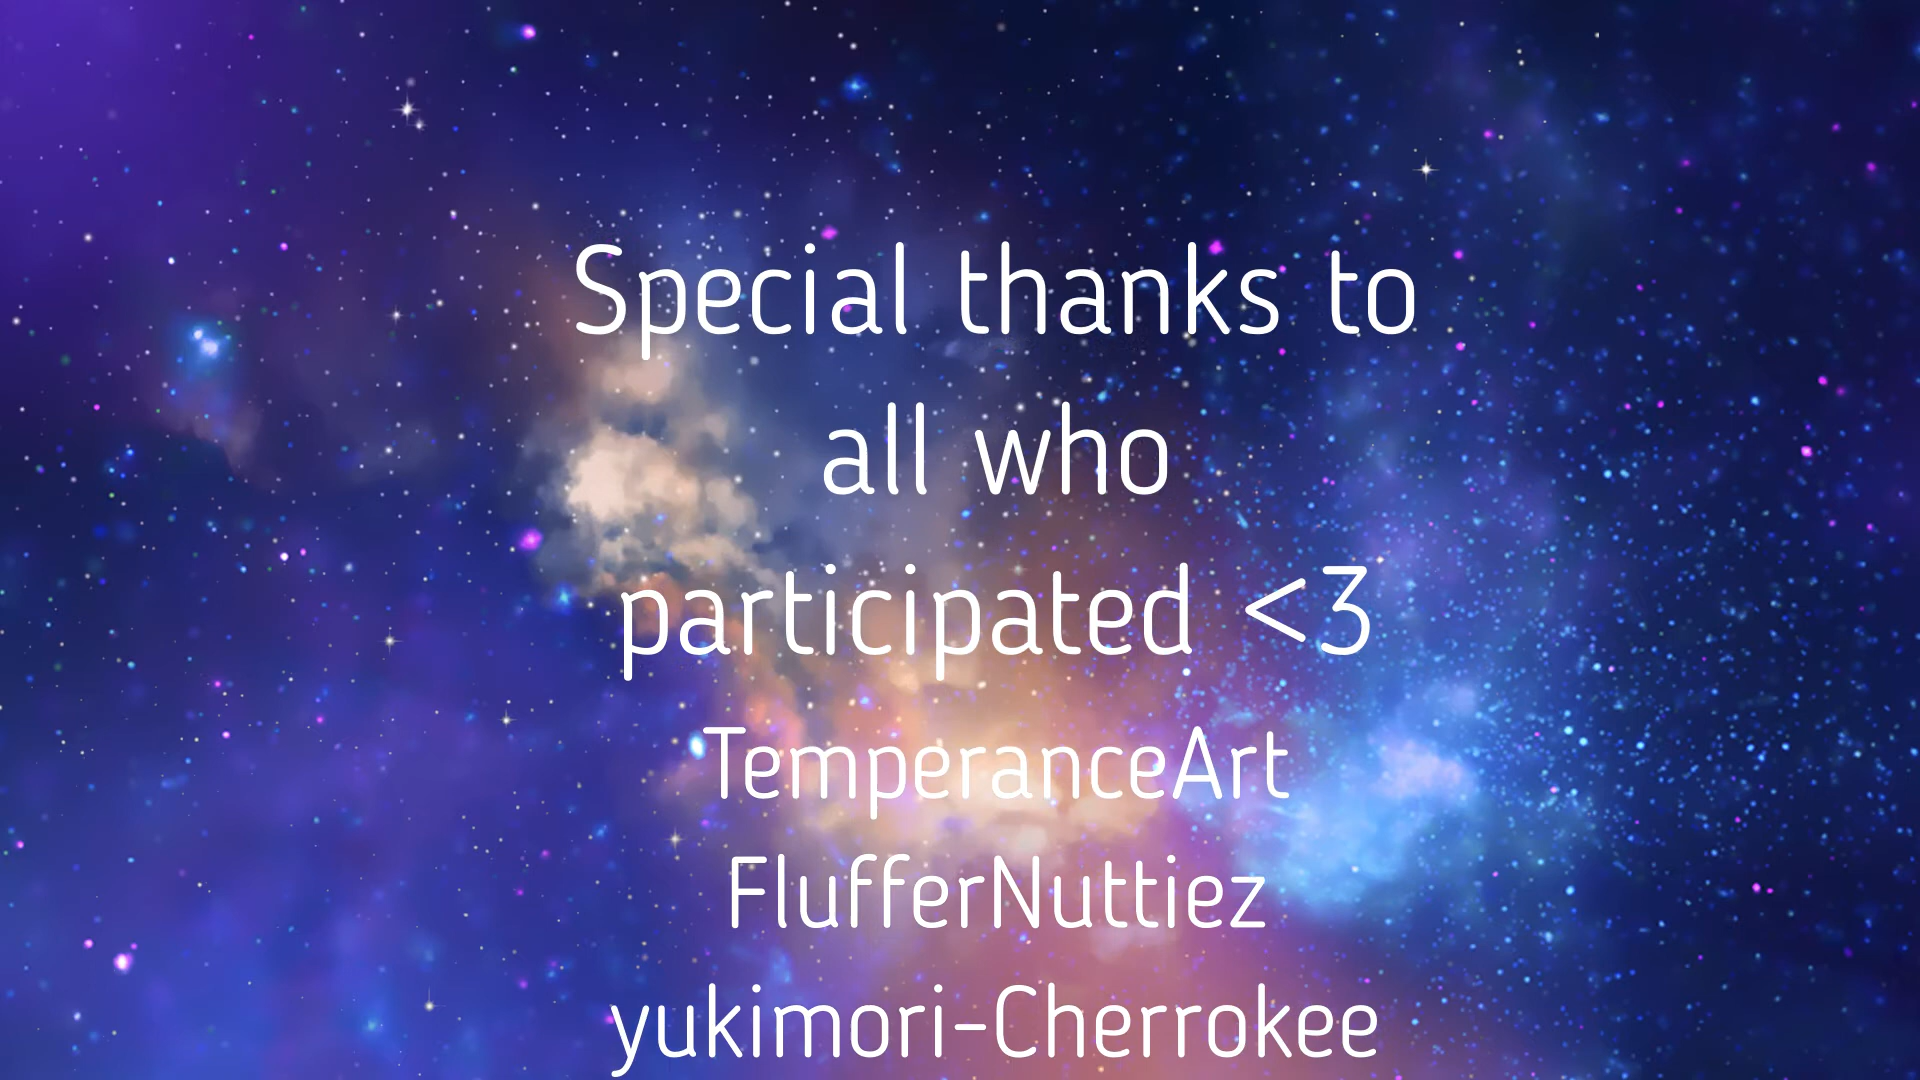 Special thanks to
all who
participated <3
TemperanceArt
FlufferNuttiez
yukimori-Cherrokee